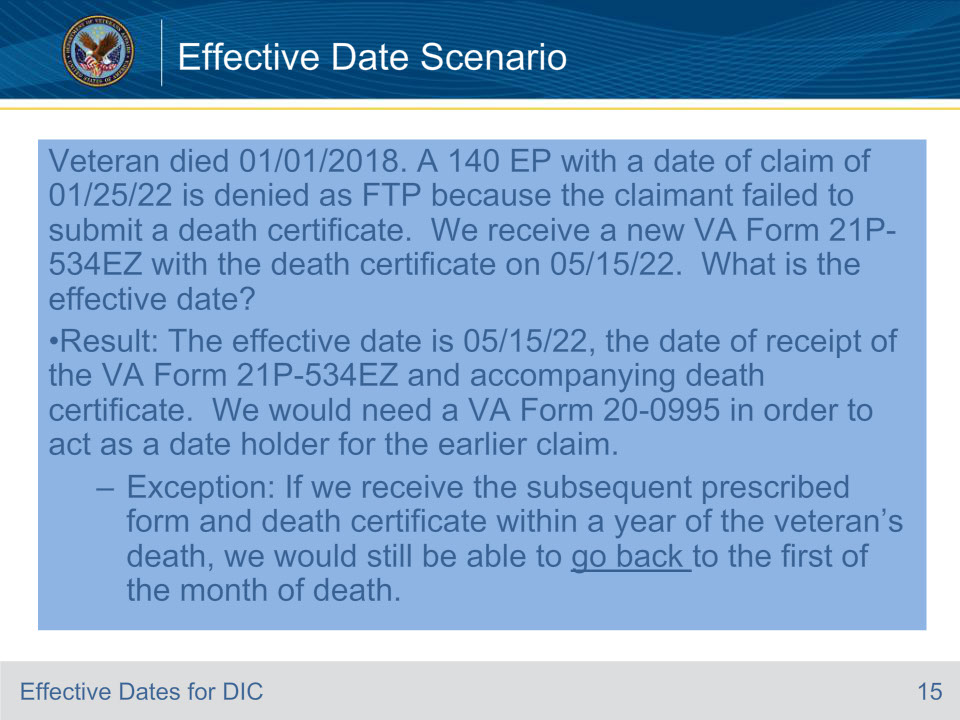 Effective Date Scenario
Veteran died 01/01/2018. A 140 EP with a date of claim of
01/25/22 is denied as FTP because the claimant failed to
submit a death certificate.  We receive a new VA Form 21P-
534EZ with the death certificate on 05/15/22.  What is the
effective date?
•Result: The effective date is 05/15/22, the date of receipt of
the VA Form 21P-534EZ and accompanying death
certificate.  We would need a VA Form 20-0995 in order to
act as a date holder for the earlier claim.
– Exception: If we receive the subsequent prescribed
form and death certificate within a year of the veteran’s
death, we would still be able to go back to the first of
the month of death.
Effective Dates for DIC
15